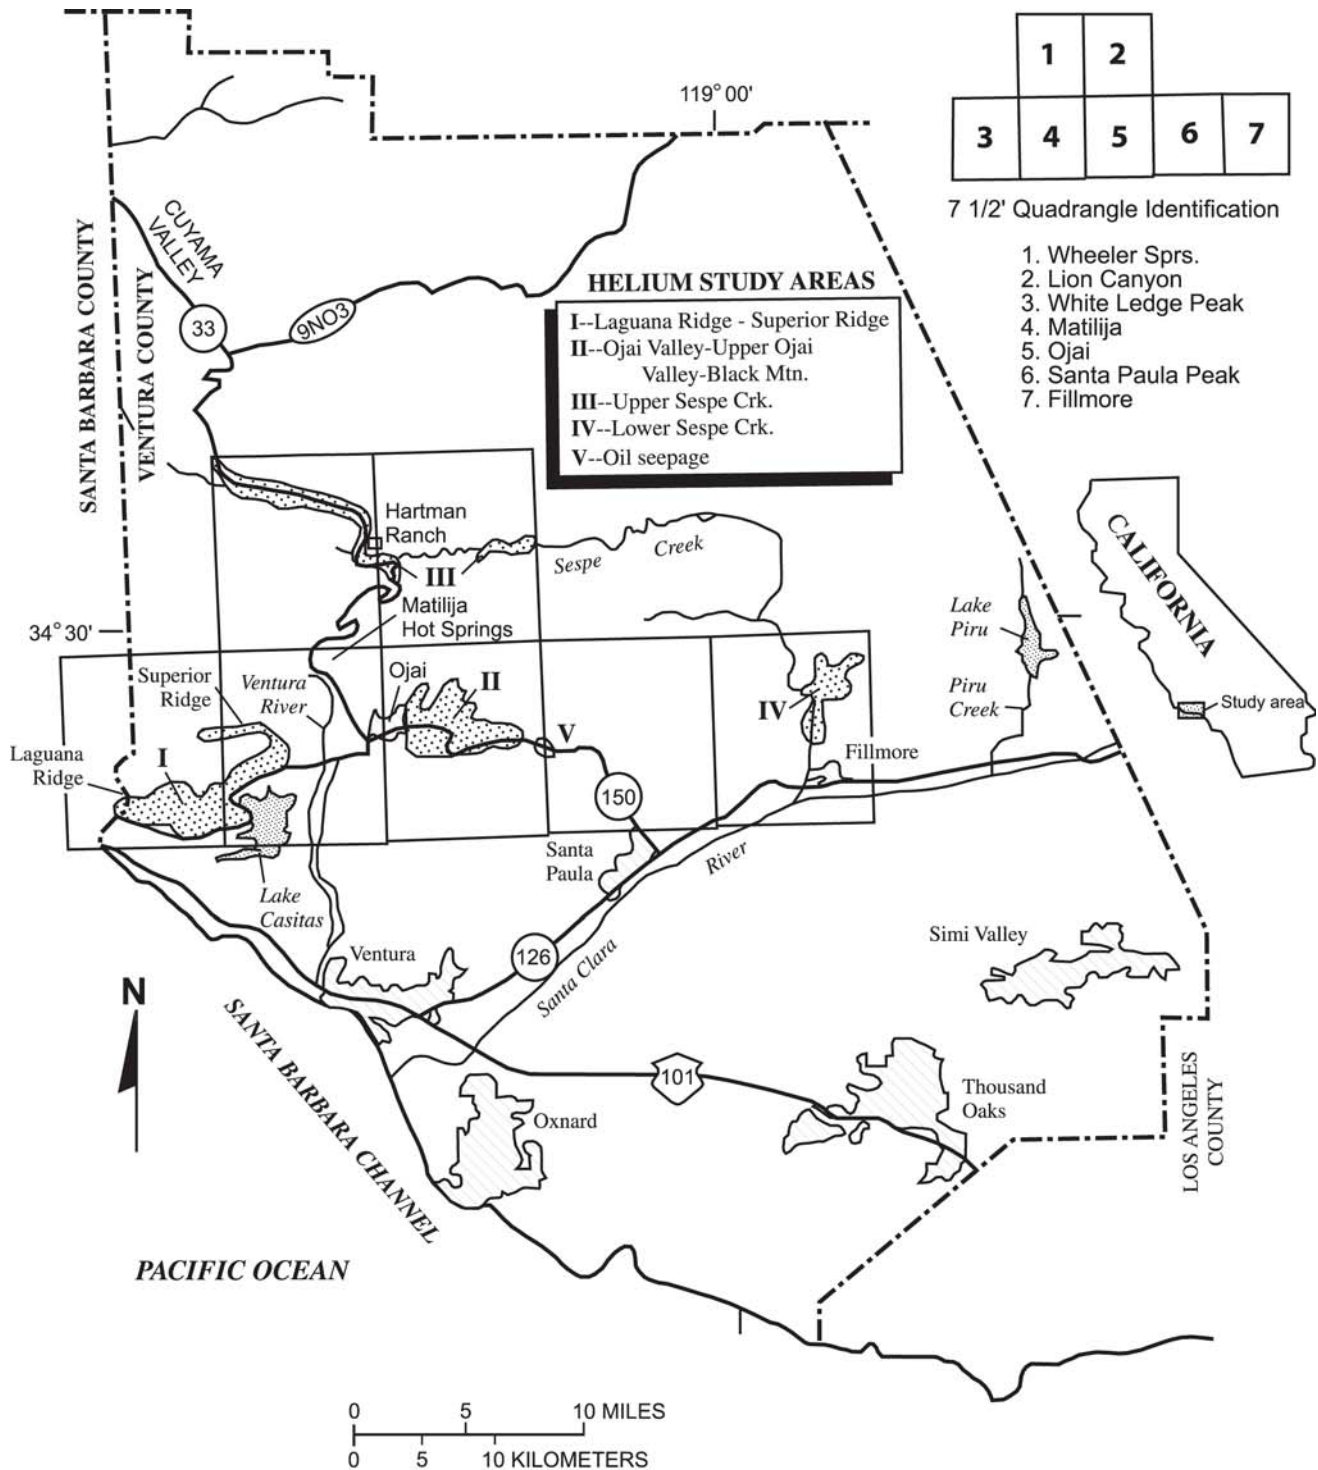 119° 00'
1
2
3
4
5
6
7
7 1/2' Quadrangle Identification
1. Wheeler Sprs.
2. Lion Canyon
3. White Ledge Peak
4. Matilija
5. Ojai
6. Santa Paula Peak
7. Fillmore
SANTA BARBARA COUNTY
VENTURA COUNTY
CUYAMA
VALLEY
33
9NO3
HELIUM STUDY AREAS
I--Laguana Ridge - Superior Ridge
II--Ojai Valley-Upper Ojai
Valley-Black Mtn.
III--Upper Sespe Crk.
IV--Lower Sespe Crk.
V--Oil seepage
Hartman
Ranch
III
Sespe
Creek
Matilija
Hot Springs
34° 30'
Superior
Ridge
Ventura
River
Ojai
II
IV
V
Lake
Piru
Piru
Creek
CALIFORNIA
Study area
Laguana
Ridge
I
Fillmore
150
Santa
Paula
River
Lake
Casitas
Ventura
126
Santa Clara
Simi Valley
N
SANTA BARBARA CHANNEL
101
Thousand
Oaks
Oxnard
LOS ANGELES
COUNTY
PACIFIC OCEAN
0 5 10 MILES
0 5 10 KILOMETERS